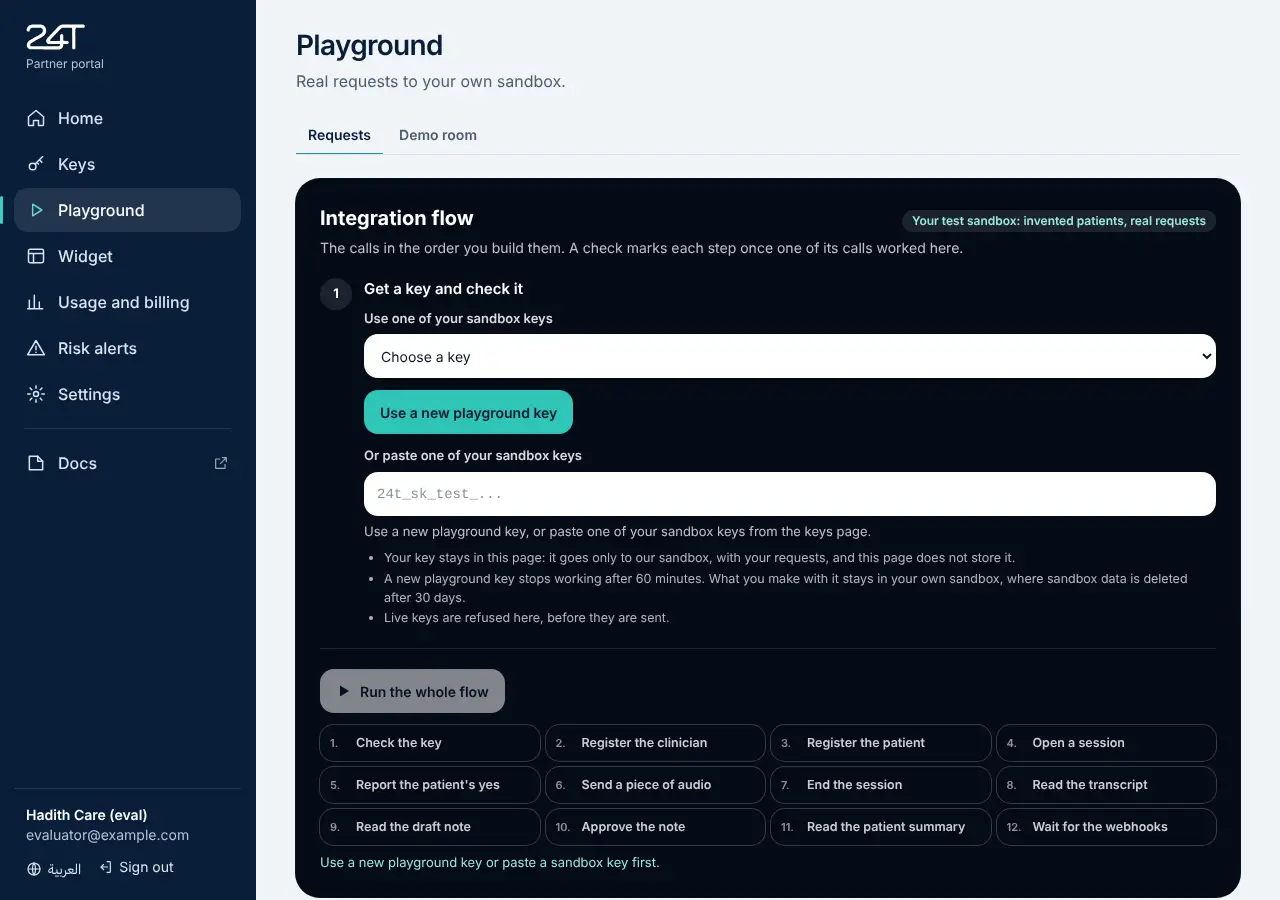 24T
Partner portal
Home
Keys
Playground
Widget
Usage and billing
Risk alerts
Settings
Docs
Hadith Care (eval)
evaluator@example.com
العربية
Sign out
Playground
Real requests to your own sandbox.
Requests
Demo room
Integration flow
Your test sandbox: invented patients, real requests
The calls in the order you build them. A check marks each step once one of its calls worked here.
1
Get a key and check it
Use one of your sandbox keys
Choose a key
Use a new playground key
Or paste one of your sandbox keys
24t_sk_test_...
Use a new playground key, or paste one of your sandbox keys from the keys page.
• Your key stays in this page: it goes only to our sandbox, with your requests, and this page does not store it.
• A new playground key stops working after 60 minutes. What you make with it stays in your own sandbox, where sandbox data is deleted
after 30 days.
• Live keys are refused here, before they are sent.
Run the whole flow
1. Check the key
2. Register the clinician
3. Register the patient
4. Open a session
5. Report the patient's yes
6. Send a piece of audio
7. End the session
8. Read the transcript
9. Read the draft note
10. Approve the note
11. Read the patient summary
12. Wait for the webhooks
Use a new playground key or paste a sandbox key first.